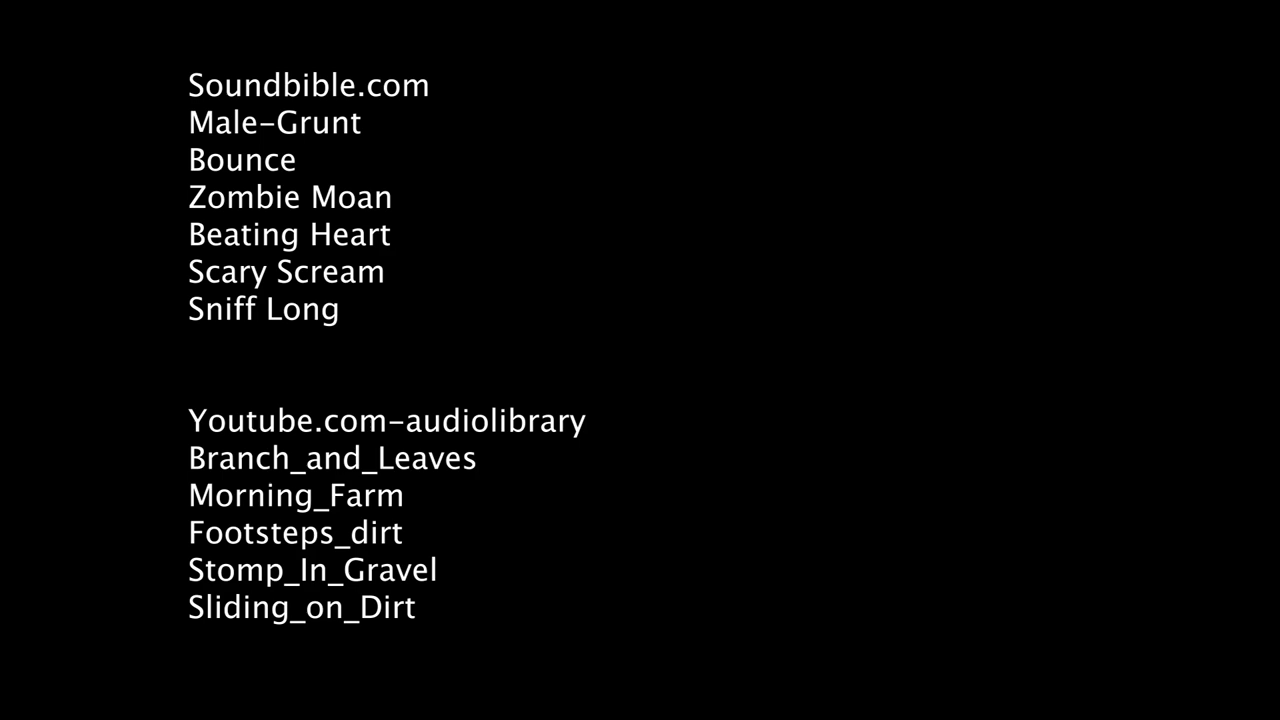 Soundbible.com
Male-Grunt
Bounce
Zombie Moan
Beating Heart
Scary Scream
Sniff Long
Youtube.com-audiolibrary
Branch_and_Leaves
Morning_Farm
Footsteps_dirt
Stomp_In_Gravel
Sliding_on_Dirt